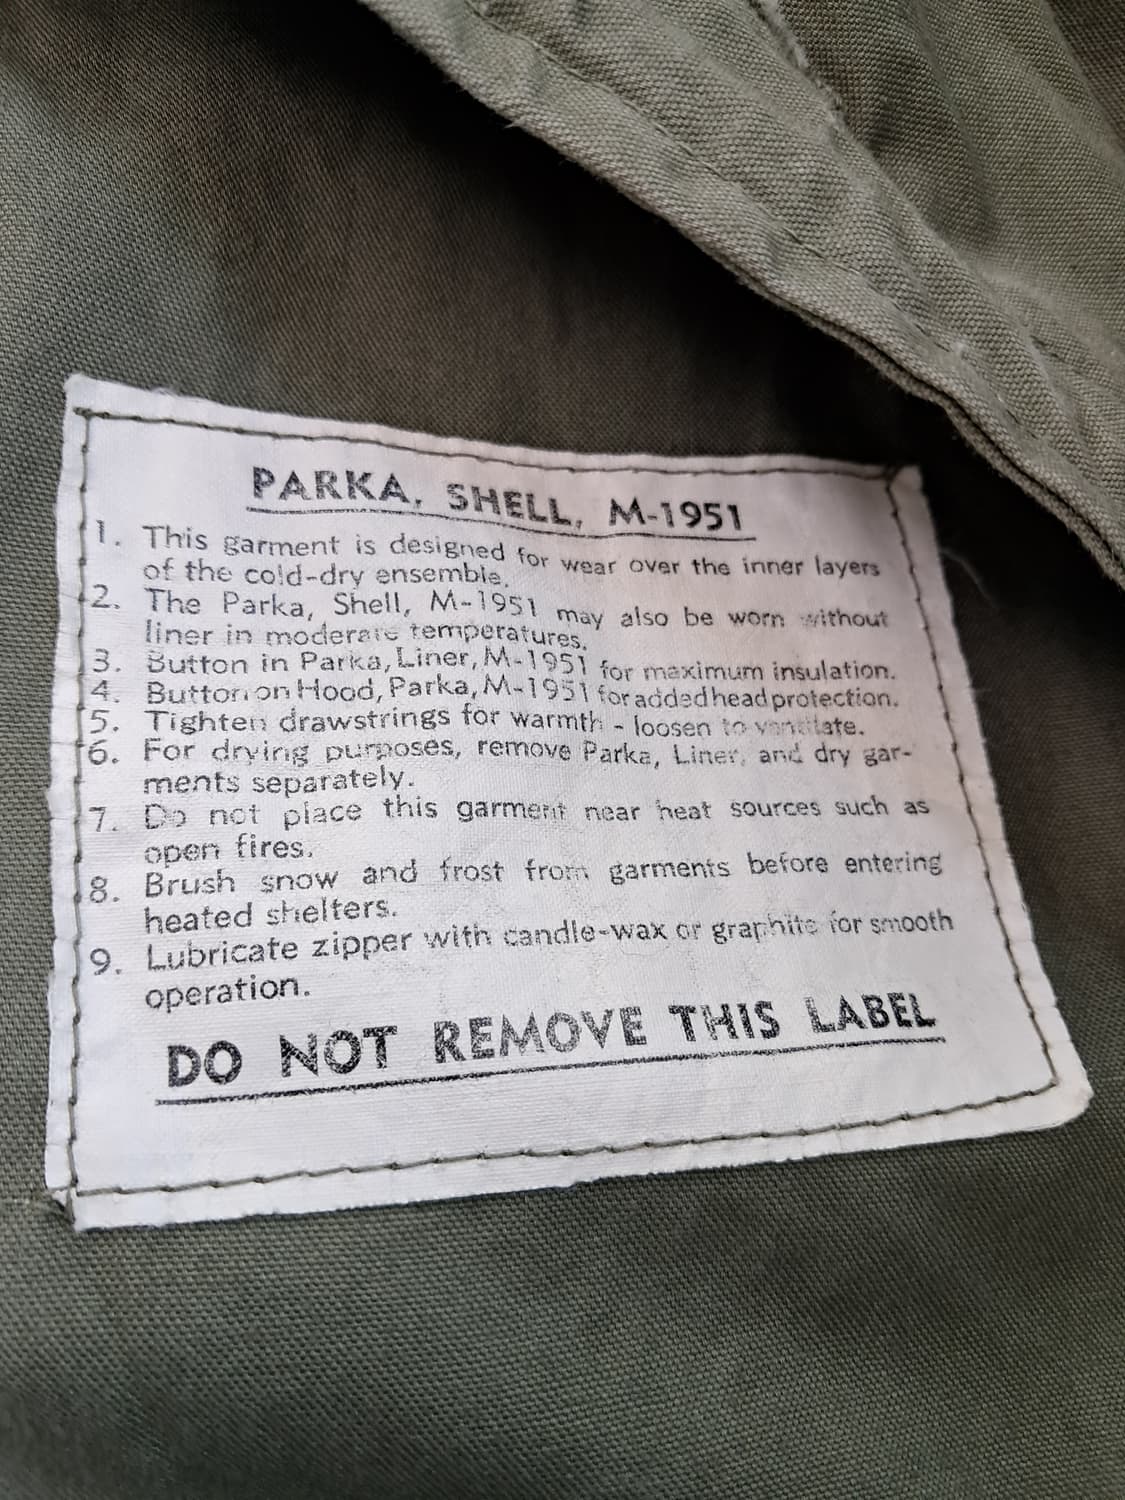 PARKA, SHELL, M-1951
1. This garment is designed for wear over the inner layers
of the cold-dry ensemble.
2. The Parka, Shell, M-1951 may also be worn without
liner in moderate temperatures.
3. Button in Parka, Liner, M-1951 for maximum insulation.
4. Button on Hood, Parka, M-1951 for added head protection.
5. Tighten drawstrings for warmth - loosen to ventilate.
6. For drying purposes, remove Parka, Liner, and dry gar-
ments separately.
7. Do not place this garment near heat sources such as
open fires.
8. Brush snow and frost from garments before entering
heated shelters.
9. Lubricate zipper with candle-wax or graphite for smooth
operation.
DO NOT REMOVE THIS LABEL